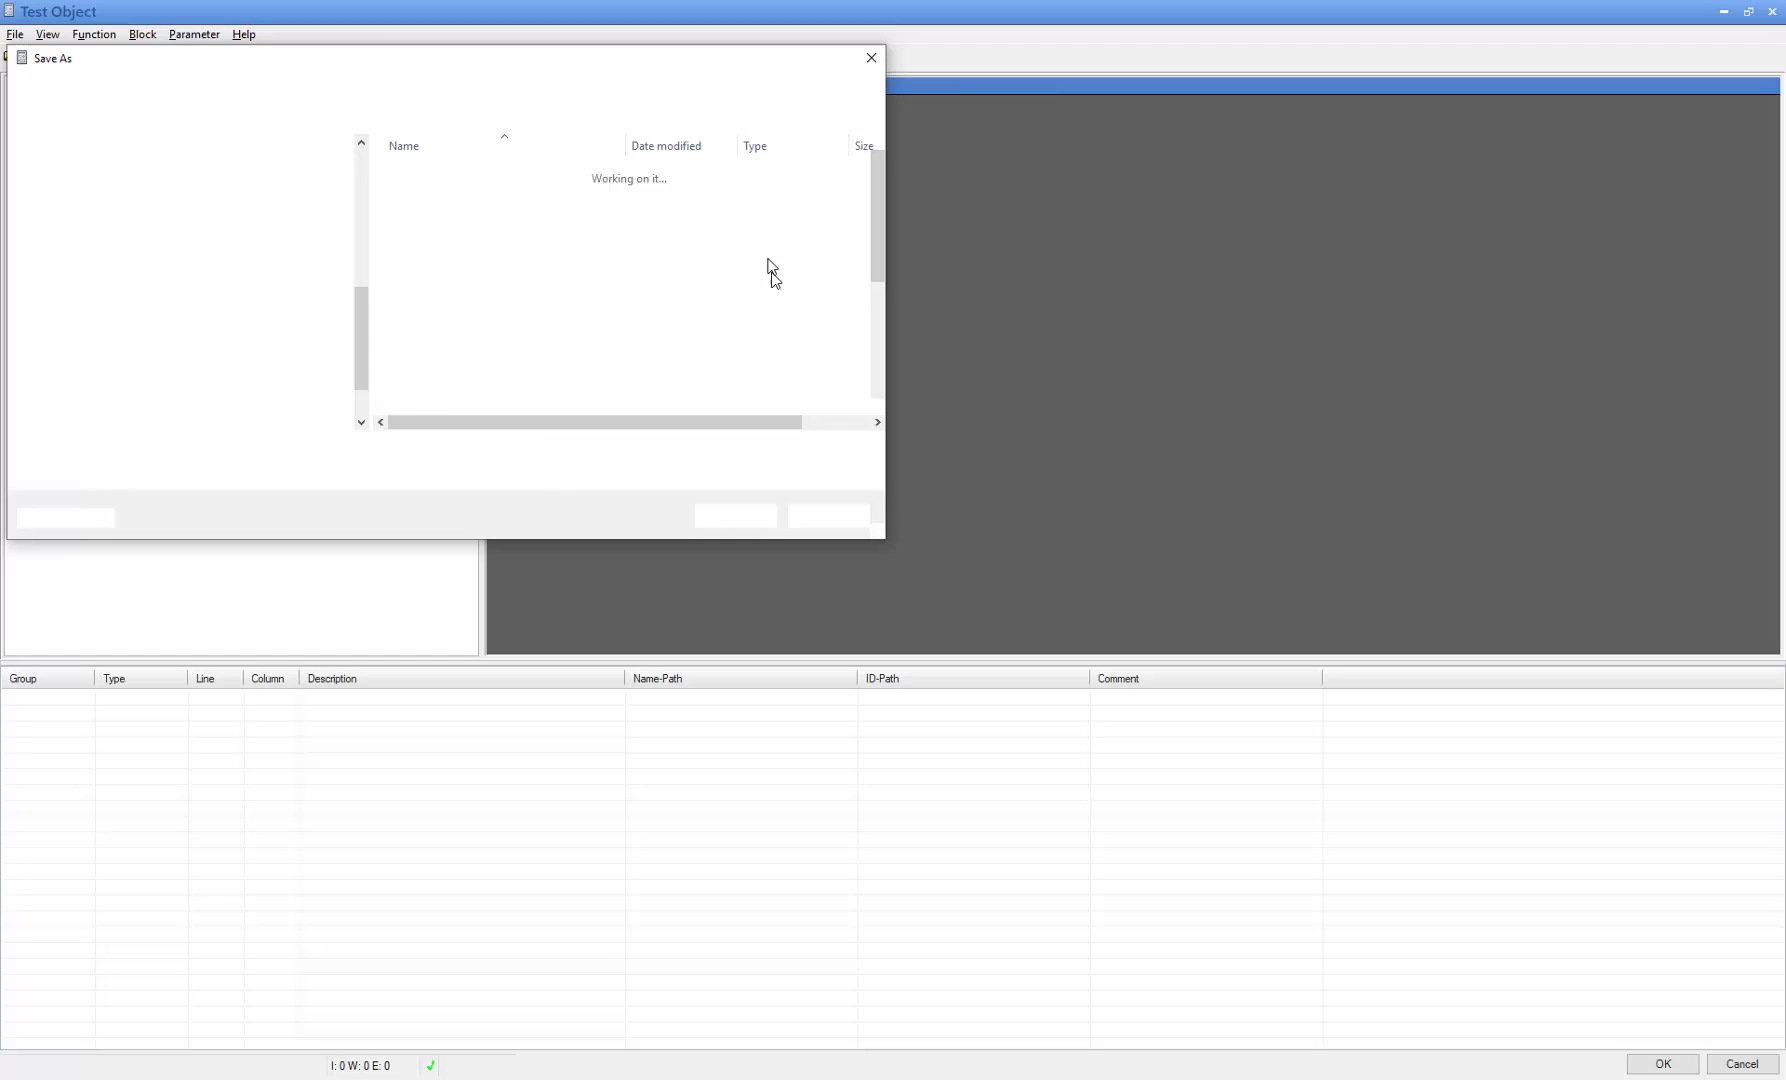 Test Object
File View Function Block Parameter Help
Save As
Name Date modified Type Size
Working on it...
Group Type Line Column Description Name-Path ID-Path Comment
I: 0 W: 0 E: 0
OK Cancel